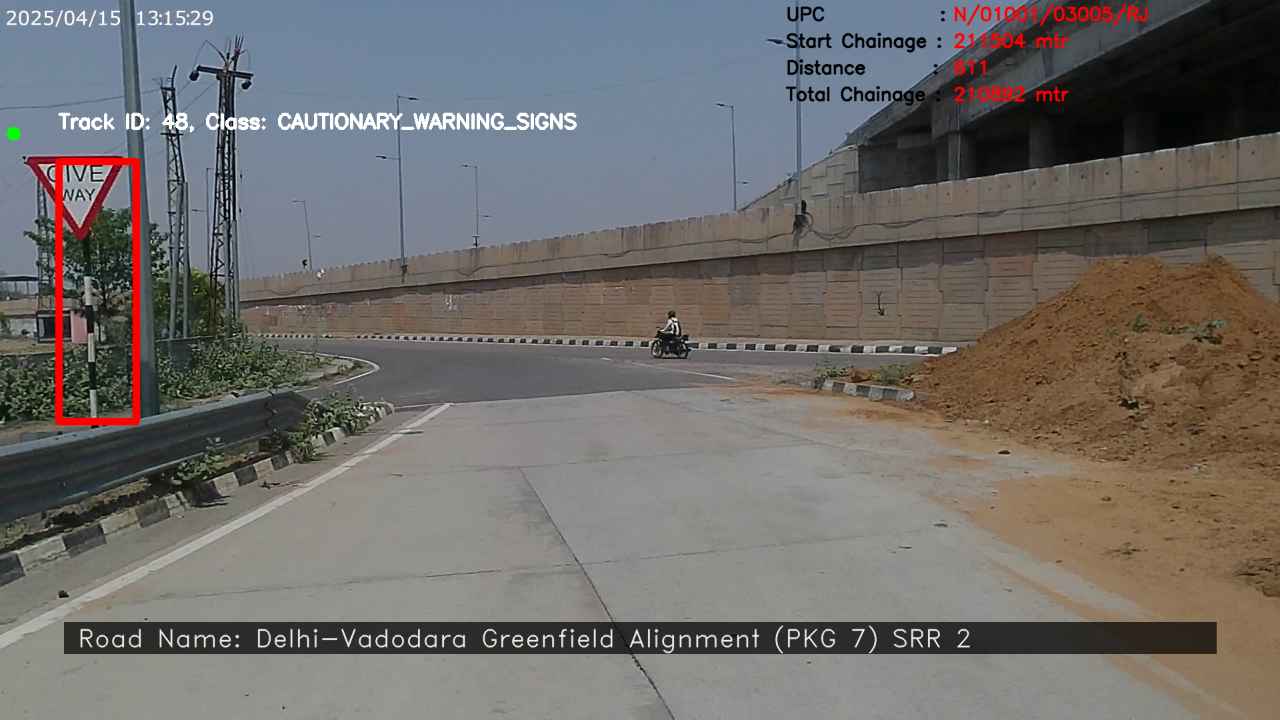 2025/04/15 13:15:29
UPC : N/01001/03005/RJ
Start Chainage : 211504 mtr
Distance : 611
Total Chainage : 210892 mtr
Track ID: 48, Class: CAUTIONARY_WARNING_SIGNS
GIVE
WAY
Road Name: Delhi-Vadodara Greenfield Alignment (PKG 7) SRR 2